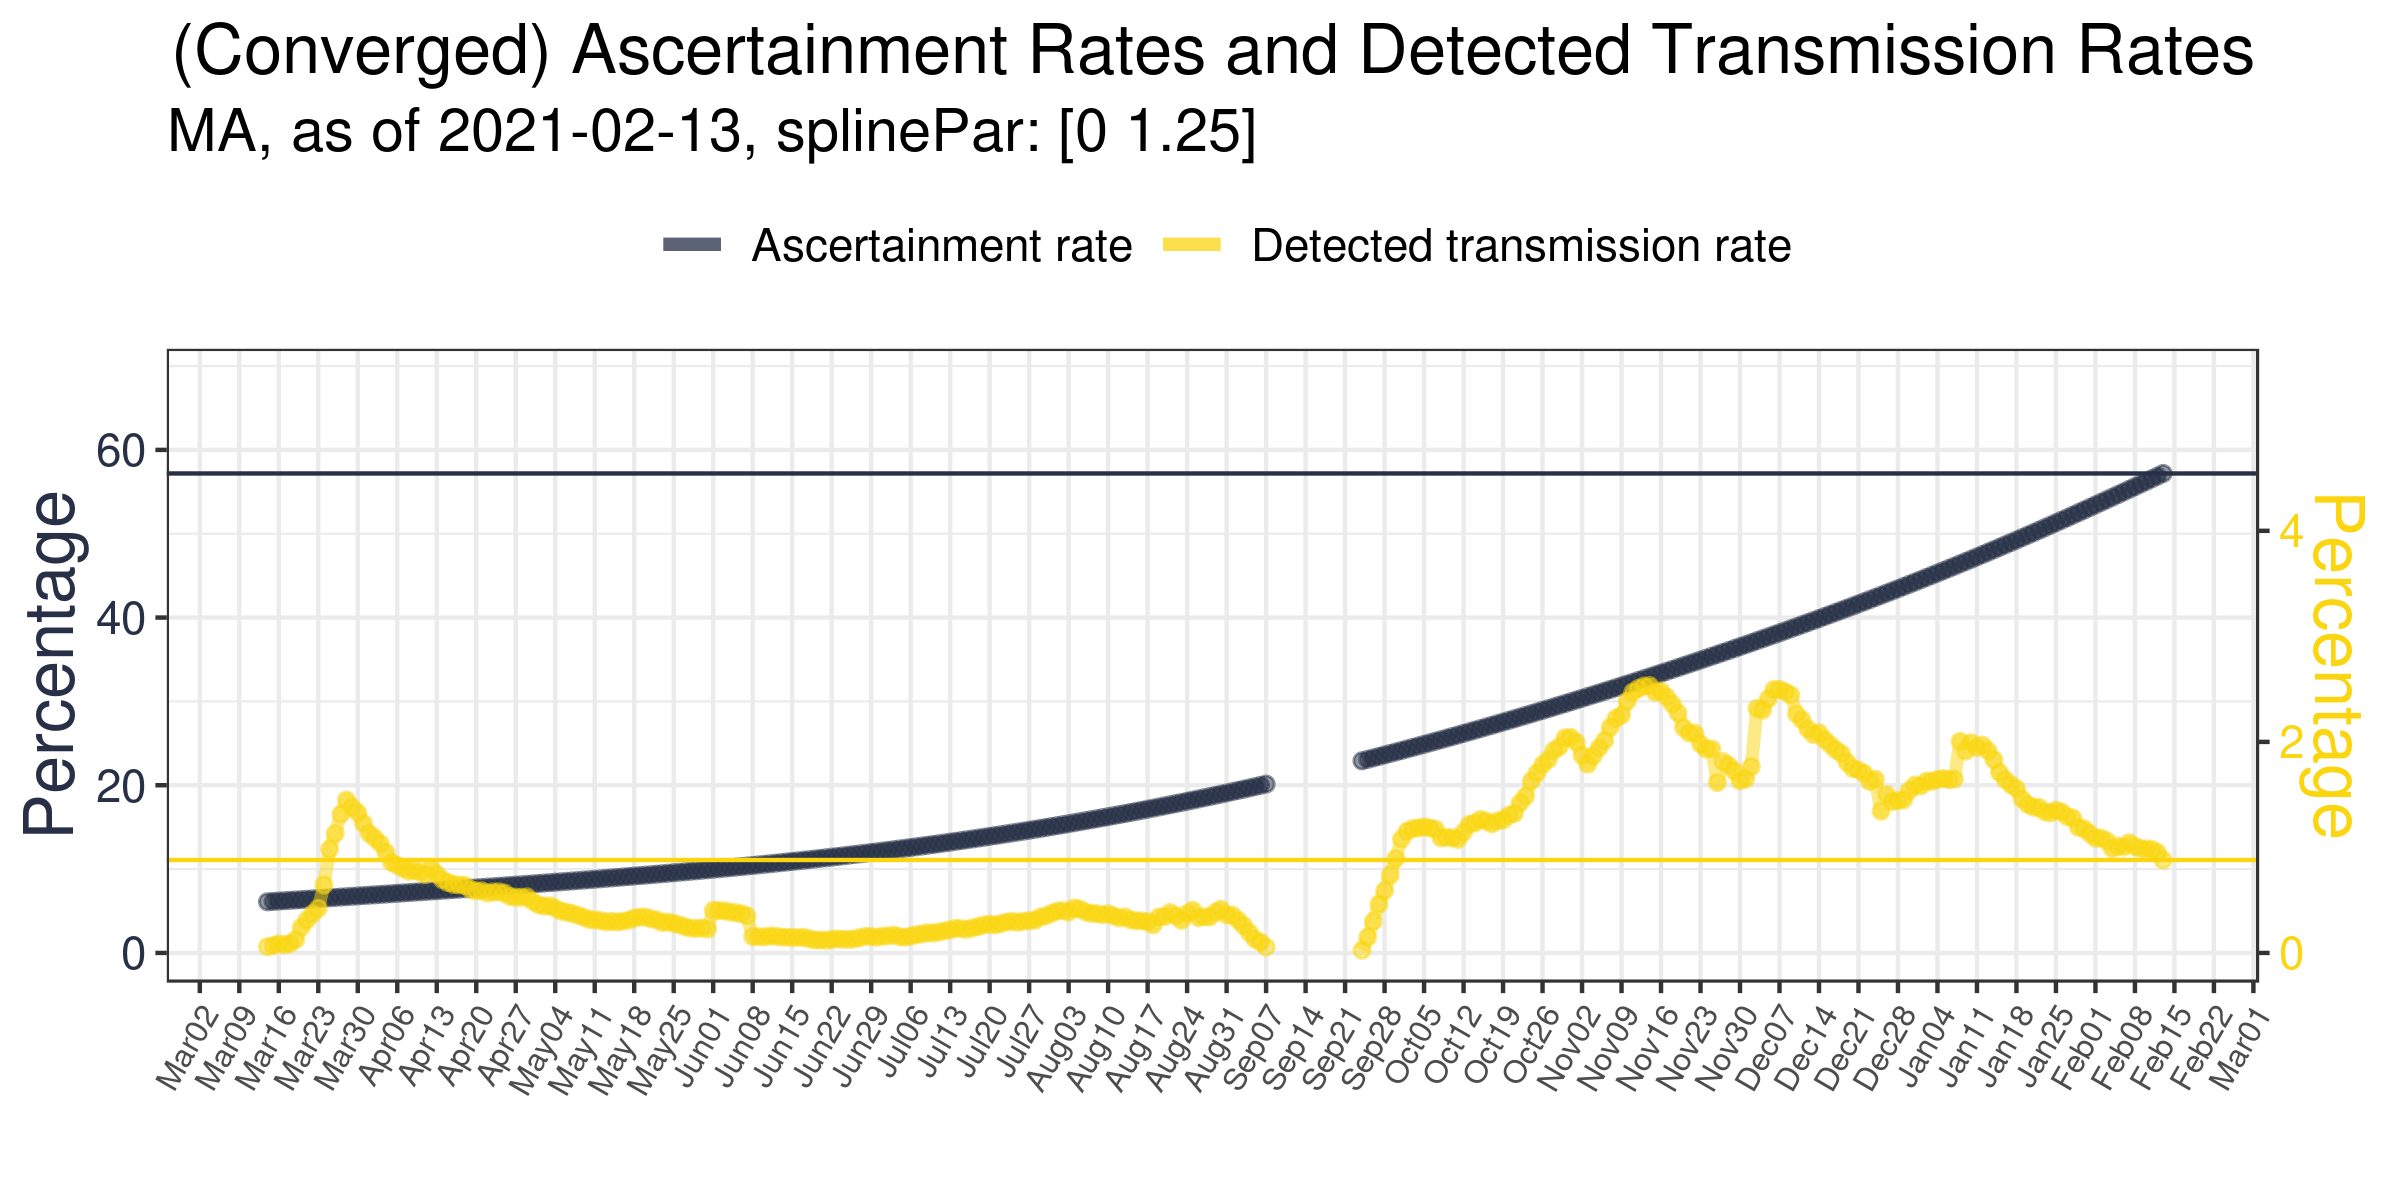 (Converged) Ascertainment Rates and Detected Transmission Rates
MA, as of 2021-02-13, splinePar: [0 1.25]
Ascertainment rate
Detected transmission rate
Percentage
60
40
20
0
4
2
0
Percentage
Mar02
Mar09
Mar16
Mar23
Mar30
Apr06
Apr13
Apr20
Apr27
May04
May11
May18
May25
Jun01
Jun08
Jun15
Jun22
Jun29
Jul06
Jul13
Jul20
Jul27
Aug03
Aug10
Aug17
Aug24
Aug31
Sep07
Sep14
Sep21
Sep28
Oct05
Oct12
Oct19
Oct26
Nov02
Nov09
Nov16
Nov23
Nov30
Dec07
Dec14
Dec21
Dec28
Jan04
Jan11
Jan18
Jan25
Feb01
Feb08
Feb15
Feb22
Mar01